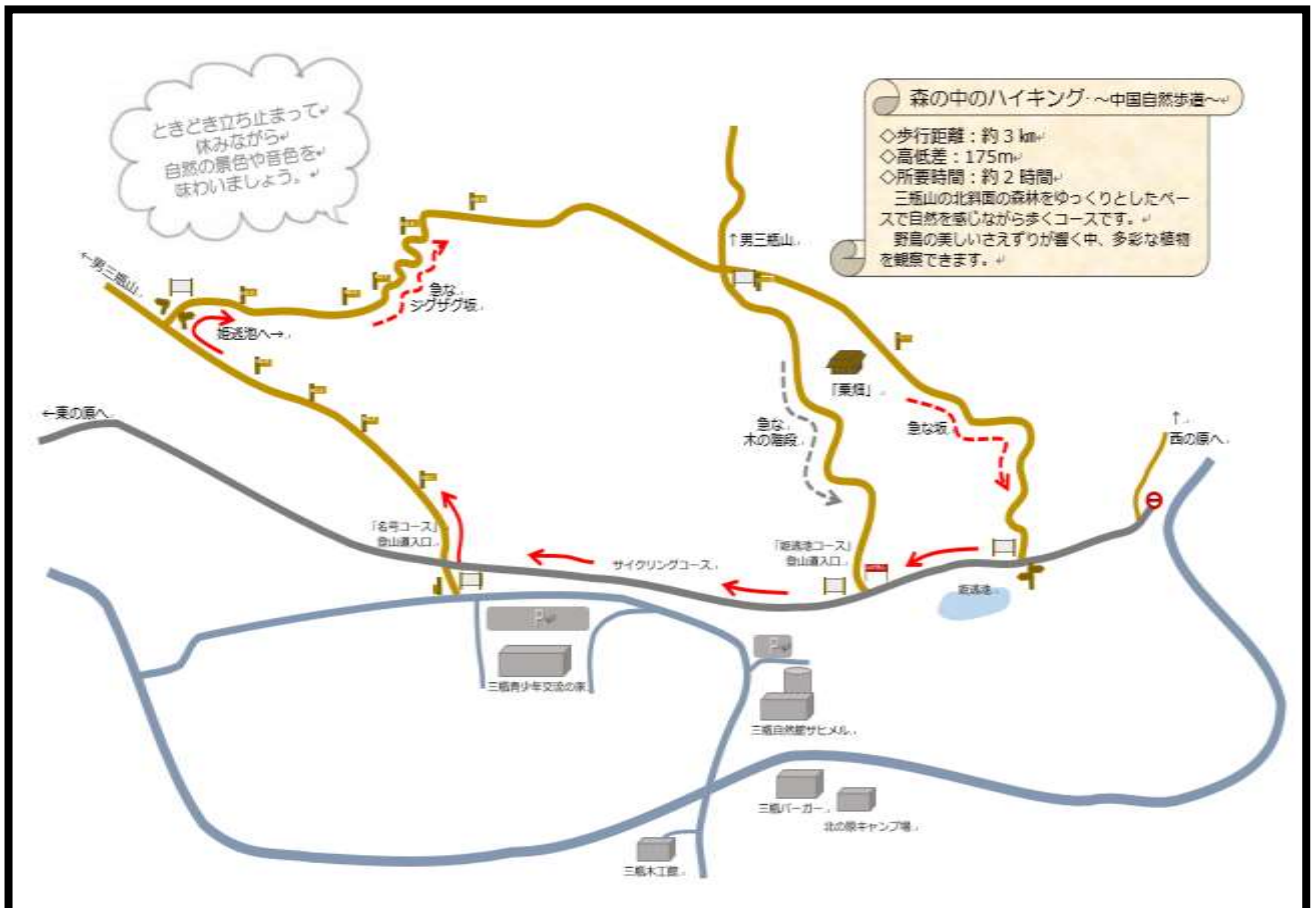 ときどき立ち止まって
休みながら
自然の景色や音色を
味わいましょう。
森の中のハイキング ～中国自然歩道～
◇歩行距離：約３㎞
◇高低差：175m
◇所要時間：約２時間
三瓶山の北斜面の森林をゆっくりとしたペー
スで自然を感じながら歩くコースです。
野鳥の美しいさえずりが響く中、多彩な植物
を観察できます。
↑男三瓶山
←男三瓶山
急な
ジグザグ坂
姫逃池へ→
「巣畑」
←東の原へ
急な
木の階段
急な坂
↑
西の原へ
「名号コース」
登山道入口
「姫逃池コース」
登山道入口
サイクリングコース
姫逃池
P
P
三瓶青少年交流の家
三瓶自然館サヒメル
三瓶バーガー
北の原キャンプ場
三瓶木工館